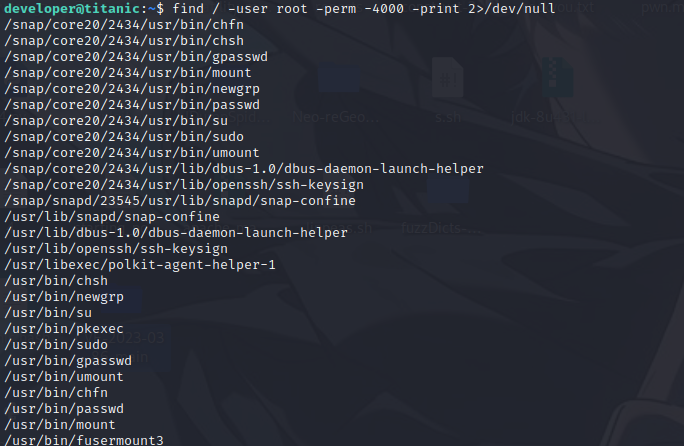 developer@titanic:~$ find / -user root -perm -4000 -print 2>/dev/null
/snap/core20/2434/usr/bin/chfn
/snap/core20/2434/usr/bin/chsh
/snap/core20/2434/usr/bin/gpasswd
/snap/core20/2434/usr/bin/mount
/snap/core20/2434/usr/bin/newgrp
/snap/core20/2434/usr/bin/passwd
/snap/core20/2434/usr/bin/su
/snap/core20/2434/usr/bin/sudo
/snap/core20/2434/usr/bin/umount
/snap/core20/2434/usr/lib/dbus-1.0/dbus-daemon-launch-helper
/snap/core20/2434/usr/lib/openssh/ssh-keysign
/snap/snapd/23545/usr/lib/snapd/snap-confine
/usr/lib/snapd/snap-confine
/usr/lib/dbus-1.0/dbus-daemon-launch-helper
/usr/lib/openssh/ssh-keysign
/usr/libexec/polkit-agent-helper-1
/usr/bin/chsh
/usr/bin/newgrp
/usr/bin/su
/usr/bin/pkexec
/usr/bin/sudo
/usr/bin/gpasswd
/usr/bin/umount
/usr/bin/chfn
/usr/bin/passwd
/usr/bin/mount
/usr/bin/fusermount3
Neo-reGeo...
s.sh
fuzzDicts-
2023-03